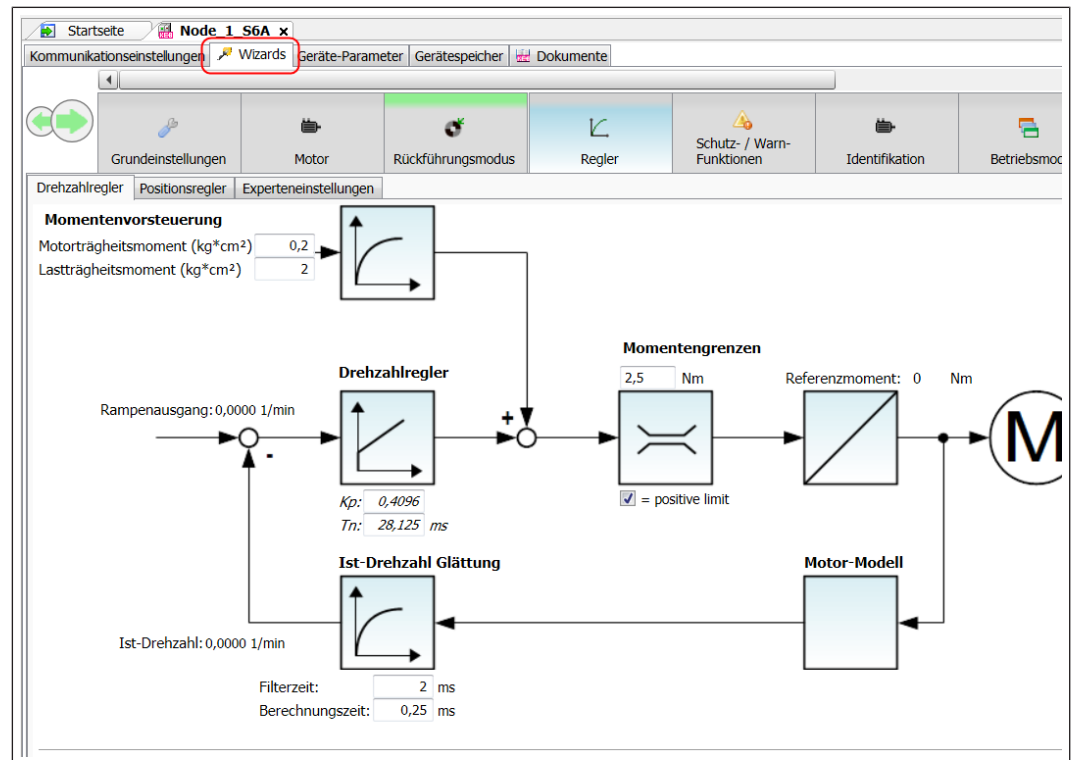 Startseite Node_1_S6A x
Kommunikationseinstellungen Wizards Geräte-Parameter Gerätespeicher Dokumente
Grundeinstellungen Motor Rückführungsmodus Regler Schutz- / Warn-
Funktionen Identifikation Betriebsmod
Drehzahlregler Positionsregler Experteneinstellungen
Momentenvorsteuerung
Motorträgheitsmoment (kg*cm²) 0,2
Lastträgheitsmoment (kg*cm²) 2
Momentengrenzen
Drehzahlregler
2,5 Nm Referenzmoment: 0 Nm
Rampenausgang: 0,0000 1/min
+
-
M
Kp: 0,4096
= positive limit
Tn: 28,125 ms
Ist-Drehzahl Glättung Motor-Modell
Ist-Drehzahl: 0,0000 1/min
Filterzeit: 2 ms
Berechnungszeit: 0,25 ms